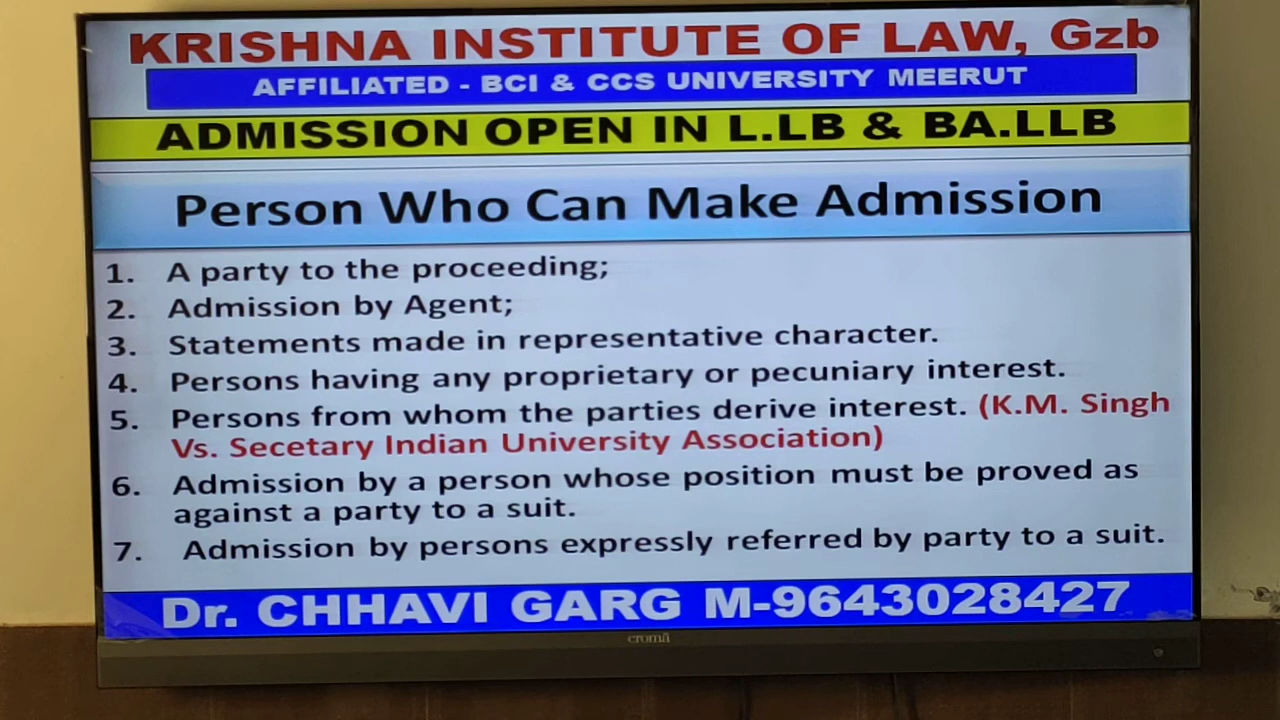 KRISHNA INSTITUTE OF LAW, Gzb
AFFILIATED - BCI & CCS UNIVERSITY MEERUT
ADMISSION OPEN IN L.LB & BA.LLB
Person Who Can Make Admission
1. A party to the proceeding;
2. Admission by Agent;
3. Statements made in representative character.
4. Persons having any proprietary or pecuniary interest.
5. Persons from whom the parties derive interest. (K.M. Singh
Vs. Secetary Indian University Association)
6. Admission by a person whose position must be proved as
against a party to a suit.
7. Admission by persons expressly referred by party to a suit.
Dr. CHHAVI GARG M-9643028427
cromā